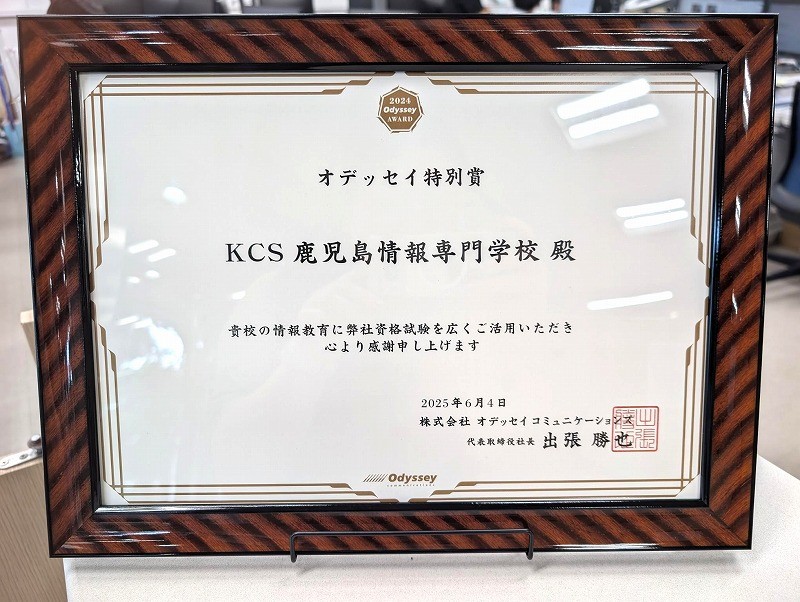 2024
Odyssey
AWARD
オデッセイ特別賞
KCS 鹿児島情報専門学校 殿
貴校の情報教育に弊社資格試験を広くご活用いただき
心より感謝申し上げます
2025年6月4日
株式会社 オデッセイ コミュニケーションズ
代表取締役社長 出張 勝也
Odyssey
communications